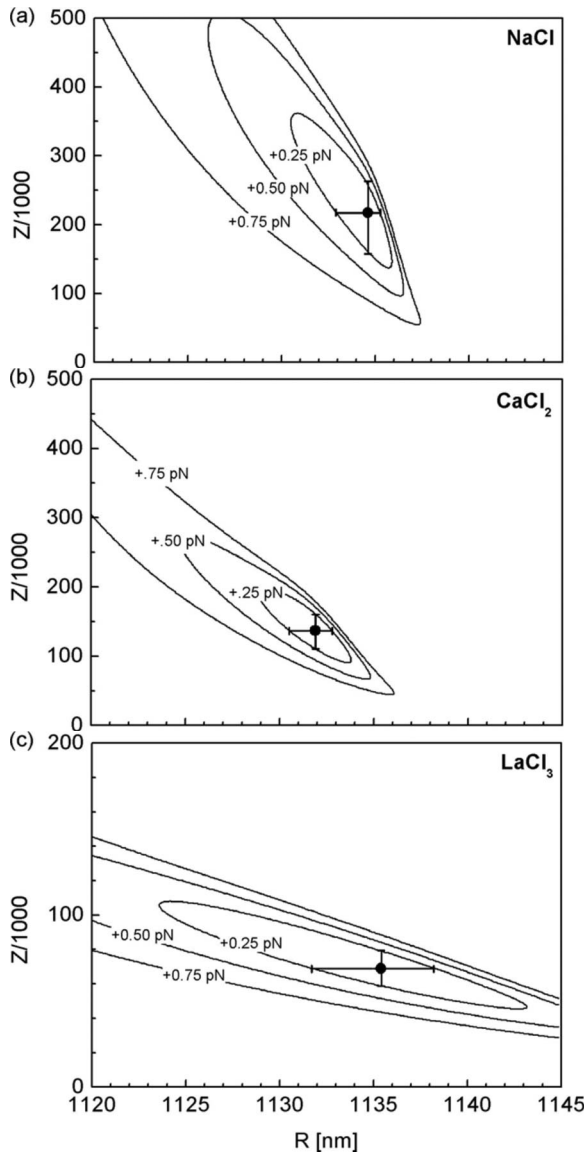 (a)
500
NaCl
400
300
+0.25 pN
Z/1000
+0.50 pN
200
+0.75 pN
100
0
(b)
500
CaCl₂
400
+.75 pN
300
Z/1000
+.50 pN
200
+.25 pN
100
0
(c)
200
LaCl₃
Z/1000
100
+0.50 pN
+0.25 pN
+0.75 pN
0
1120 1125 1130 1135 1140 1145
R [nm]